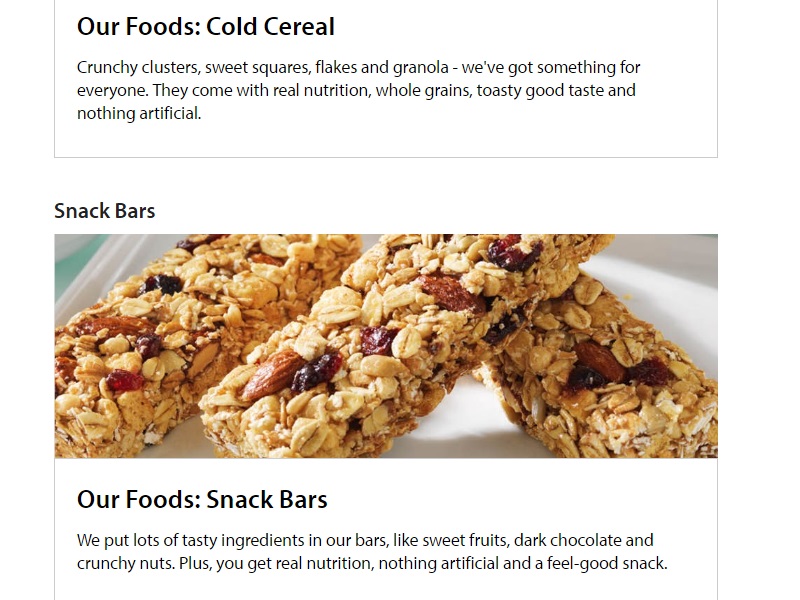 Our Foods: Cold Cereal
Crunchy clusters, sweet squares, flakes and granola - we've got something for
everyone. They come with real nutrition, whole grains, toasty good taste and
nothing artificial.
Snack Bars
Our Foods: Snack Bars
We put lots of tasty ingredients in our bars, like sweet fruits, dark chocolate and
crunchy nuts. Plus, you get real nutrition, nothing artificial and a feel-good snack.